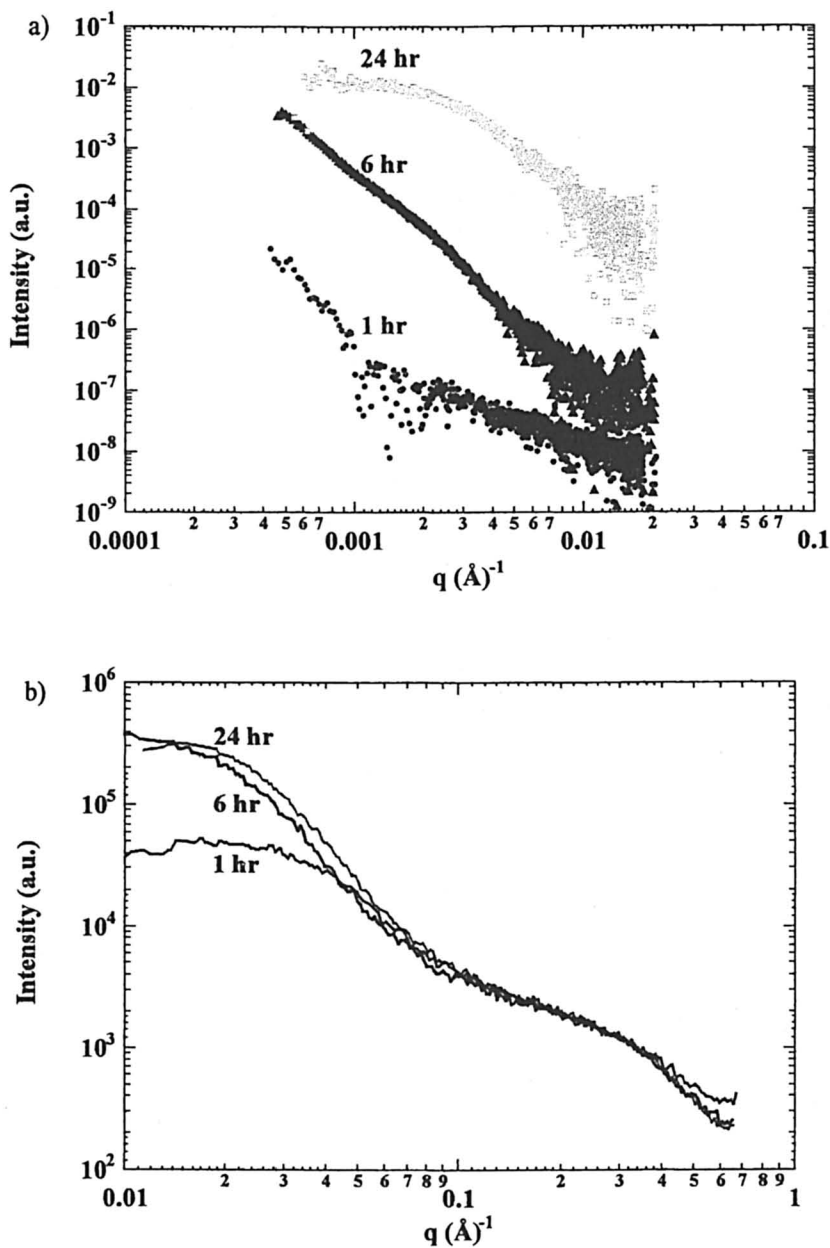 a)
10^-1
10^-2
10^-3
10^-4
10^-5
10^-6
10^-7
10^-8
10^-9
Intensity (a.u.)
24 hr
6 hr
1 hr
2 3 4 5 6 7 2 3 4 5 6 7 2 3 4 5 6 7
0.0001 0.001 0.01 0.1
q (Å)^-1
b)
10^6
10^5
10^4
10^3
10^2
Intensity (a.u.)
24 hr
6 hr
1 hr
2 3 4 5 6 7 8 9 2 3 4 5 6 7 8 9
0.01 0.1 1
q (Å)^-1